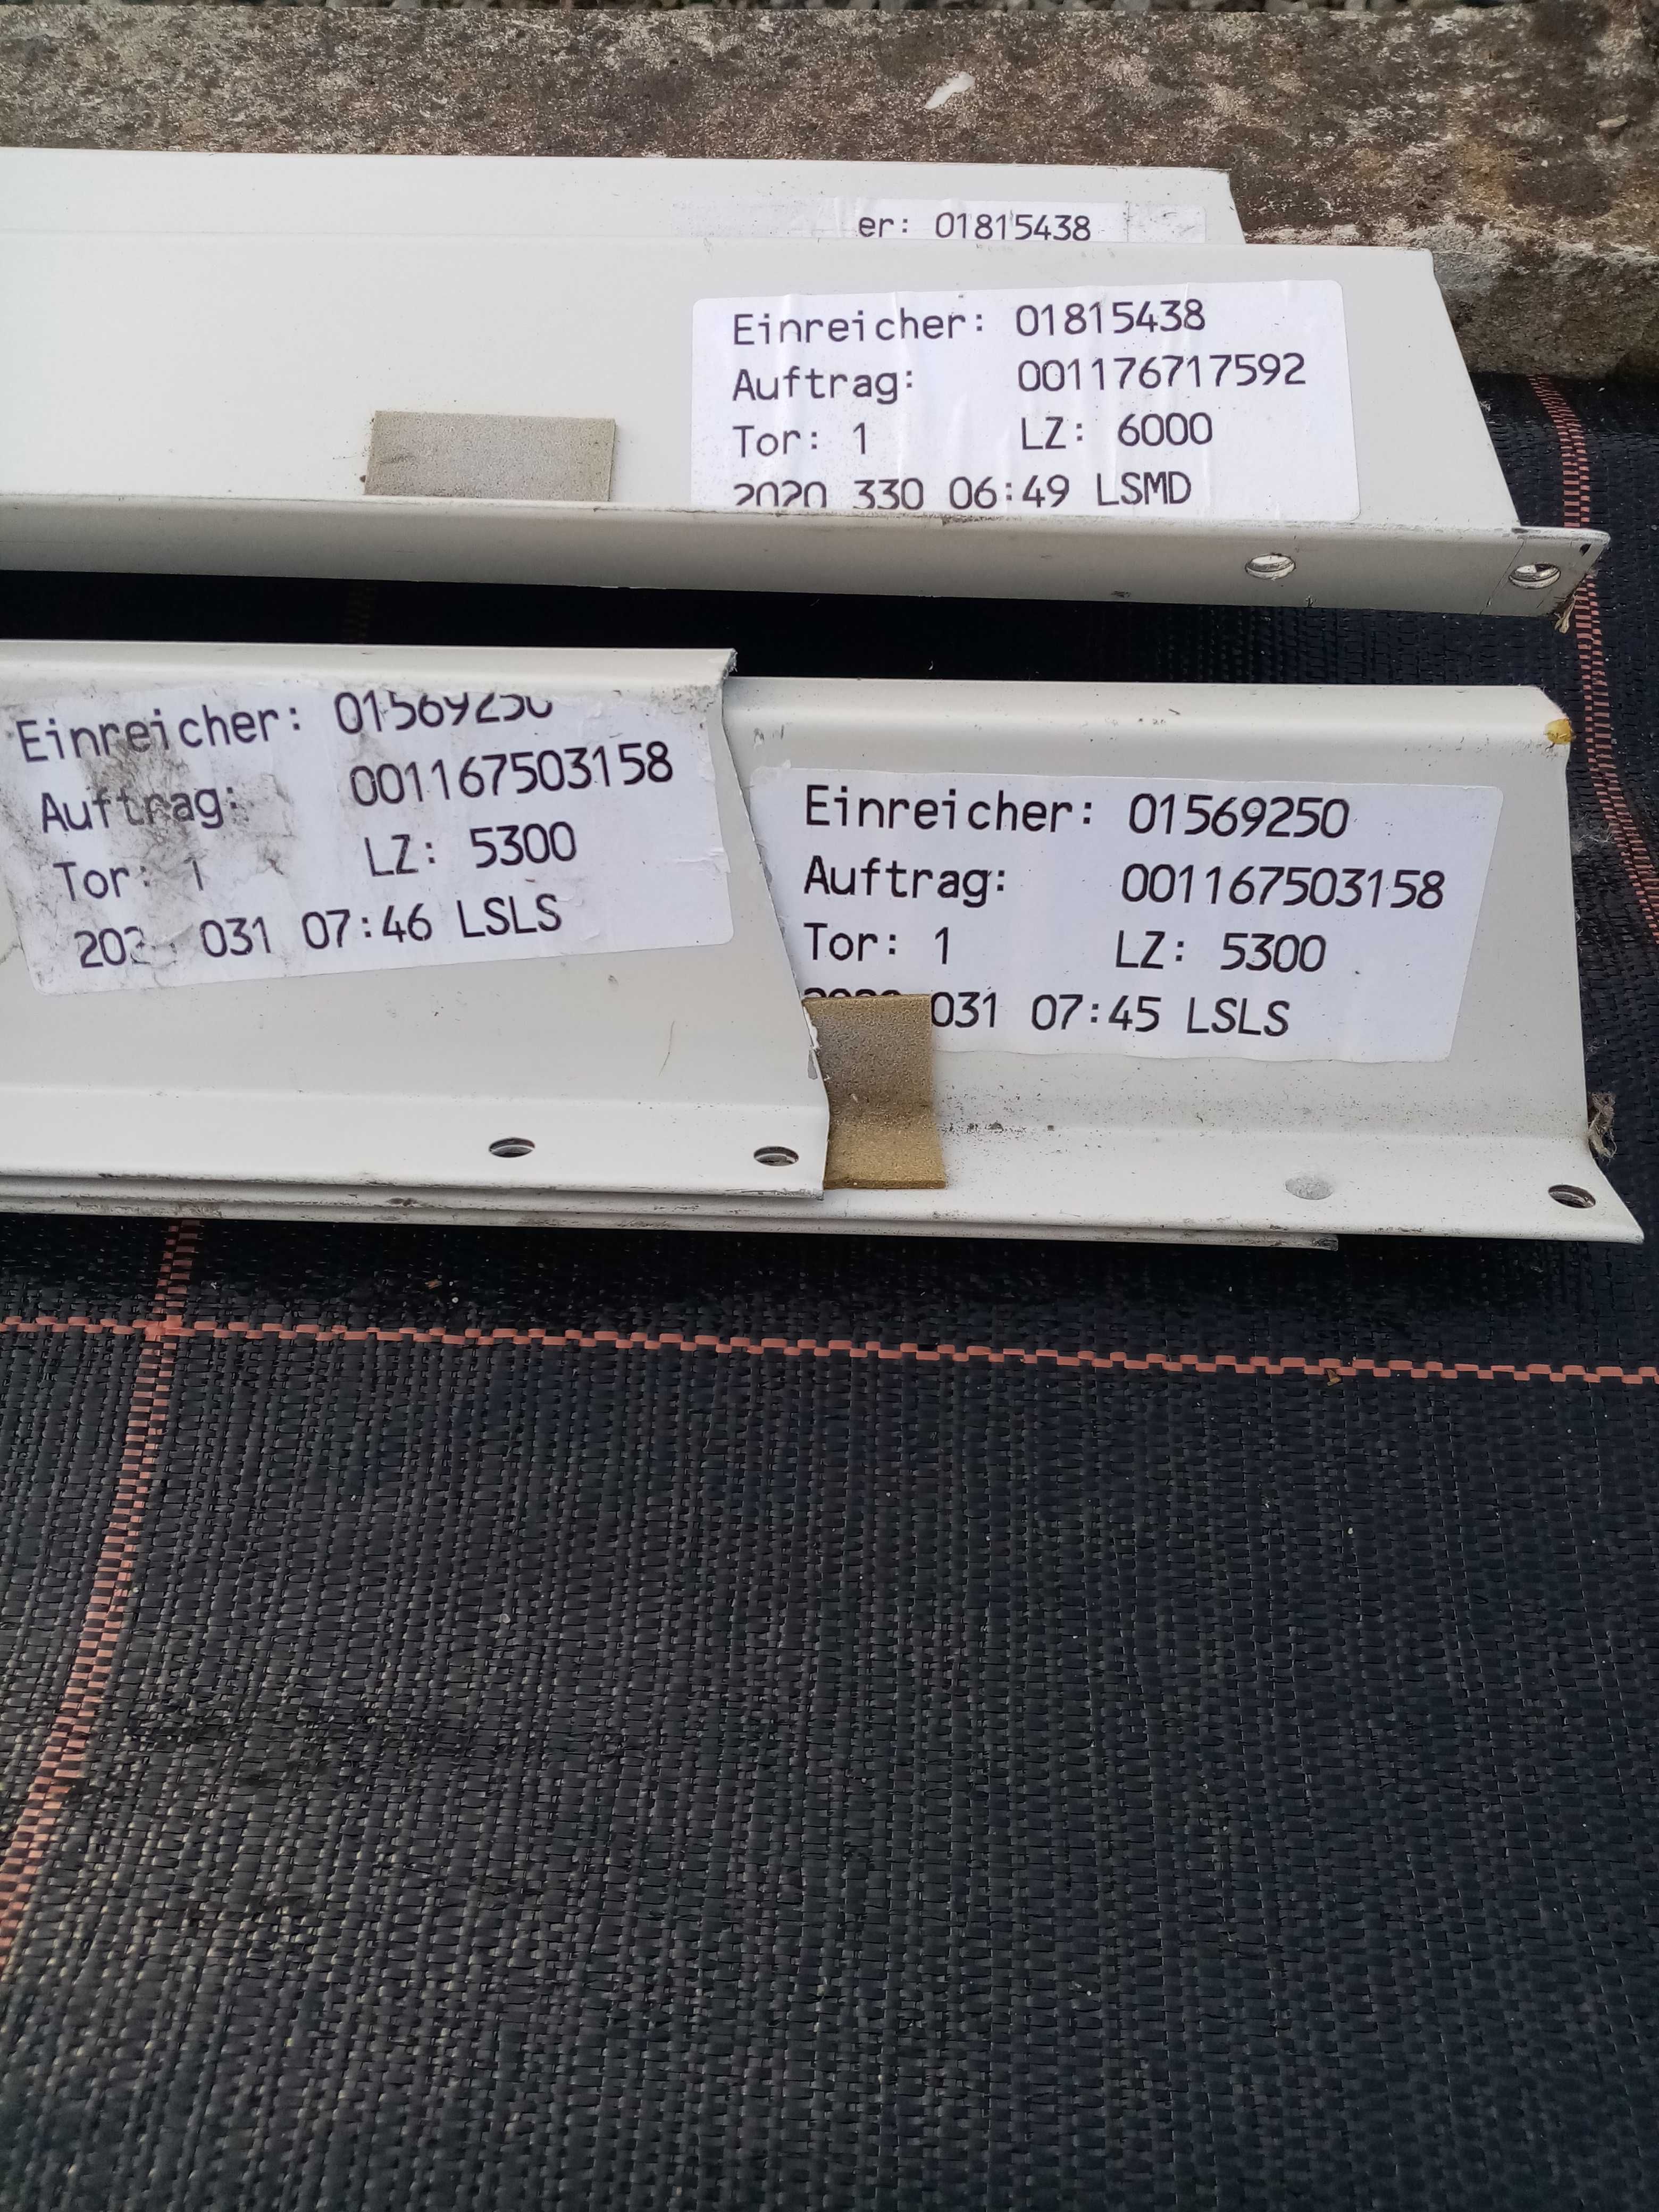 er: 01815438
Einreicher: 01815438
Auftrag: 001176717592
Tor: 1 LZ: 6000
2020 330 06:49 LSMD
Einreicher: 01569250
Auftrag: 001167503158
Tor: 1 LZ: 5300
031 07:46 LSLS
Einreicher: 01569250
Auftrag: 001167503158
Tor: 1 LZ: 5300
031 07:45 LSLS